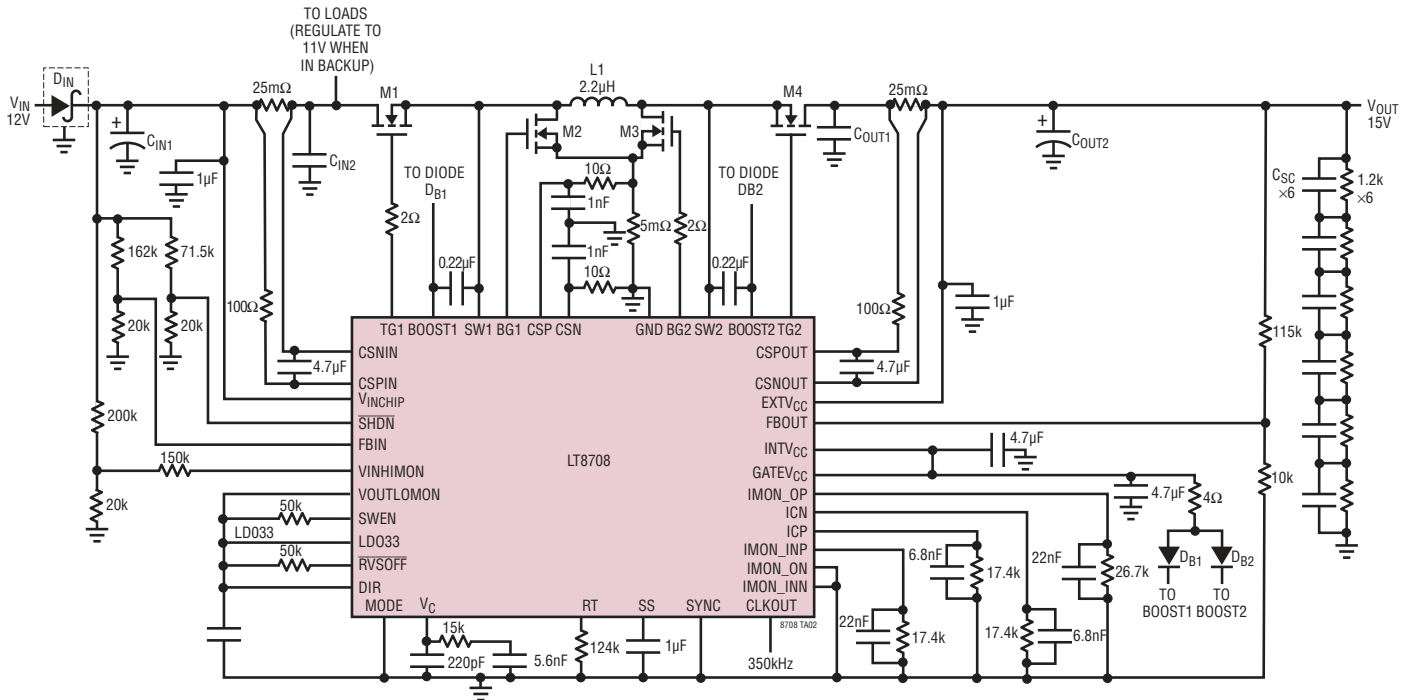 TO LOADS
(REGULATE TO
11V WHEN
IN BACKUP)
DIN
VIN
12V
25mΩ
M1
L1
2.2µH
M4
25mΩ
VOUT
15V
+
CIN1
1µF
CIN2
M2
M3
COUT1
+
COUT2
CSC
×6
1.2k
×6
TO DIODE
DB1
10Ω
1nF
5mΩ
1nF
10Ω
2Ω
2Ω
TO DIODE
DB2
162k
71.5k
20k
20k
100Ω
0.22µF
0.22µF
100Ω
1µF
115k
TG1 BOOST1 SW1 BG1 CSP CSN GND BG2 SW2 BOOST2 TG2
4.7µF
CSNIN
CSPIN
VINCHIP
SHDN
FBIN
VINHIMON
VOUTLOMON
SWEN
LDO33
RVSOFF
DIR
LT8708
CSPOUT
CSNOUT
EXTVCC
FBOUT
INTVCC
GATEVCC
IMON_OP
ICN
ICP
IMON_INP
IMON_ON
IMON_INN
4.7µF
200k
150k
20k
50k
LDO33
50k
4.7µF
4.7µF
4Ω
10k
DB1
DB2
TO
BOOST1
TO
BOOST2
6.8nF
17.4k
22nF
26.7k
22nF
17.4k
17.4k
6.8nF
MODE VC RT SS SYNC CLKOUT
8708 TA02
15k
220pF
5.6nF
124k
1µF
350kHz